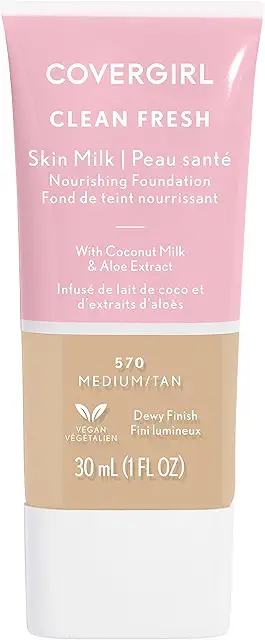 COVERGIRL
CLEAN FRESH
Skin Milk | Peau santé
Nourishing Foundation
Fond de teint nourrissant
With Coconut Milk
& Aloe Extract
Infusé de lait de coco et
d'extraits d'aloès
570
MEDIUM/TAN
VEGAN
VÉGÉTALIEN
Dewy Finish
Fini lumineux
30 mL (1 FL OZ)